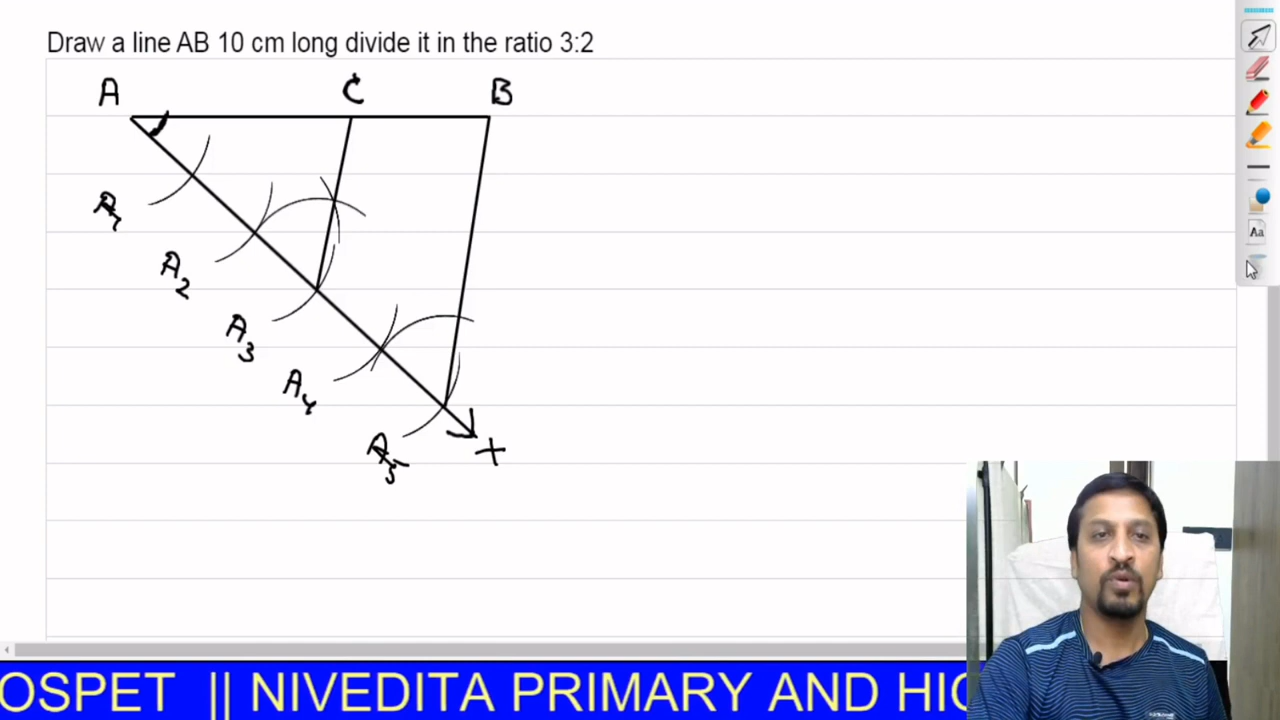 Draw a line AB 10 cm long divide it in the ratio 3:2
A C B
A1
A2
A3
A4
A5
X
Aa
OSPET || NIVEDITA PRIMARY AND HIG